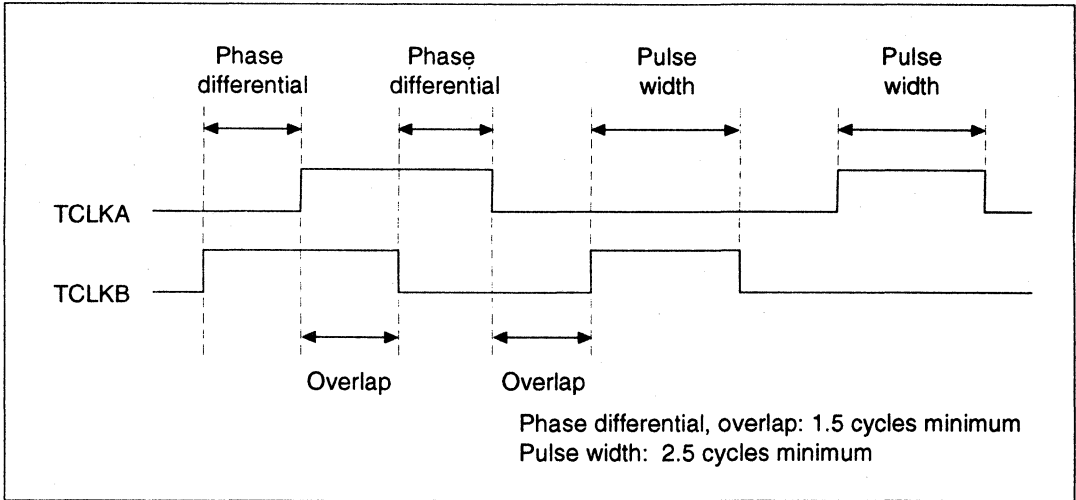 Phase
differential
Phase
differential
Pulse
width
Pulse
width
TCLKA
TCLKB
Overlap
Overlap
Phase differential, overlap: 1.5 cycles minimum
Pulse width: 2.5 cycles minimum